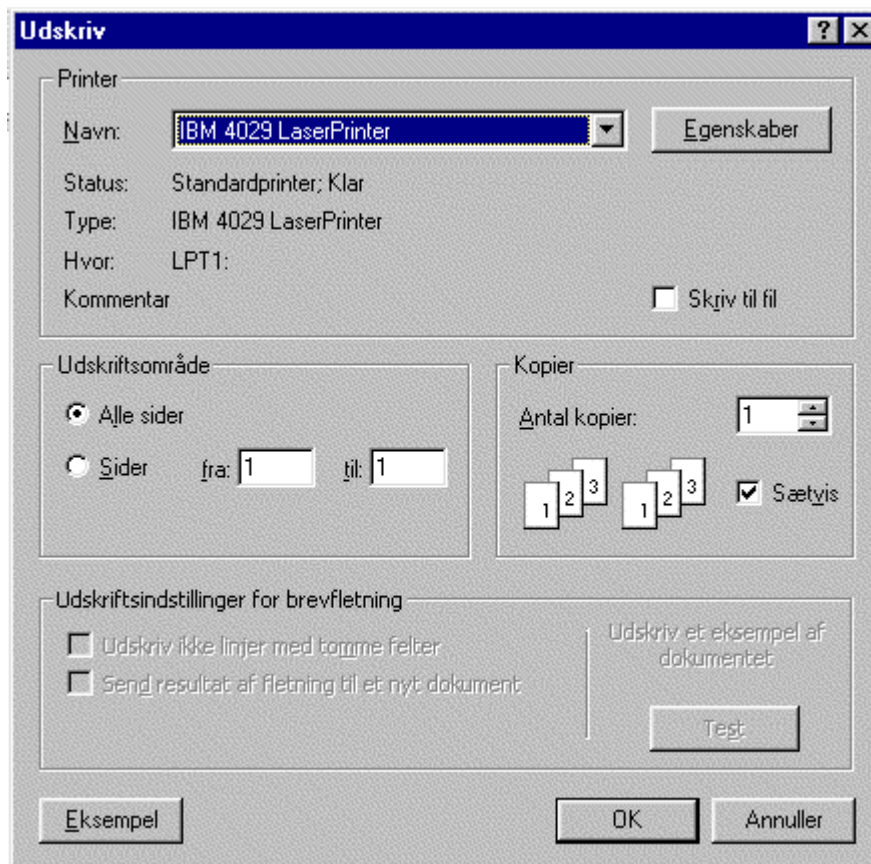 Udskriv
Printer
Navn: IBM 4029 LaserPrinter Egenskaber
Status: Standardprinter; Klar
Type: IBM 4029 LaserPrinter
Hvor: LPT1:
Kommentar Skriv til fil
Udskriftsområde
Alle sider
Sider fra: 1 til: 1
Kopier
Antal kopier: 1
1 2 3 1 2 3 Sætvis
Udskriftsindstillinger for brevfletning
Udskriv ikke linjer med tomme felter
Send resultat af fletning til et nyt dokument
Udskriv et eksempel af
dokumentet
Test
Eksempel OK Annuller